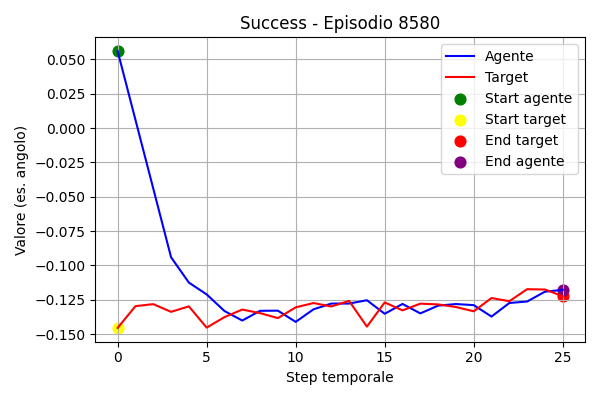 Success - Episodio 8580
Agente
Target
Start agente
Start target
End target
End agente
Valore (es. angolo)
0.050
0.025
0.000
−0.025
−0.050
−0.075
−0.100
−0.125
−0.150
0 5 10 15 20 25
Step temporale